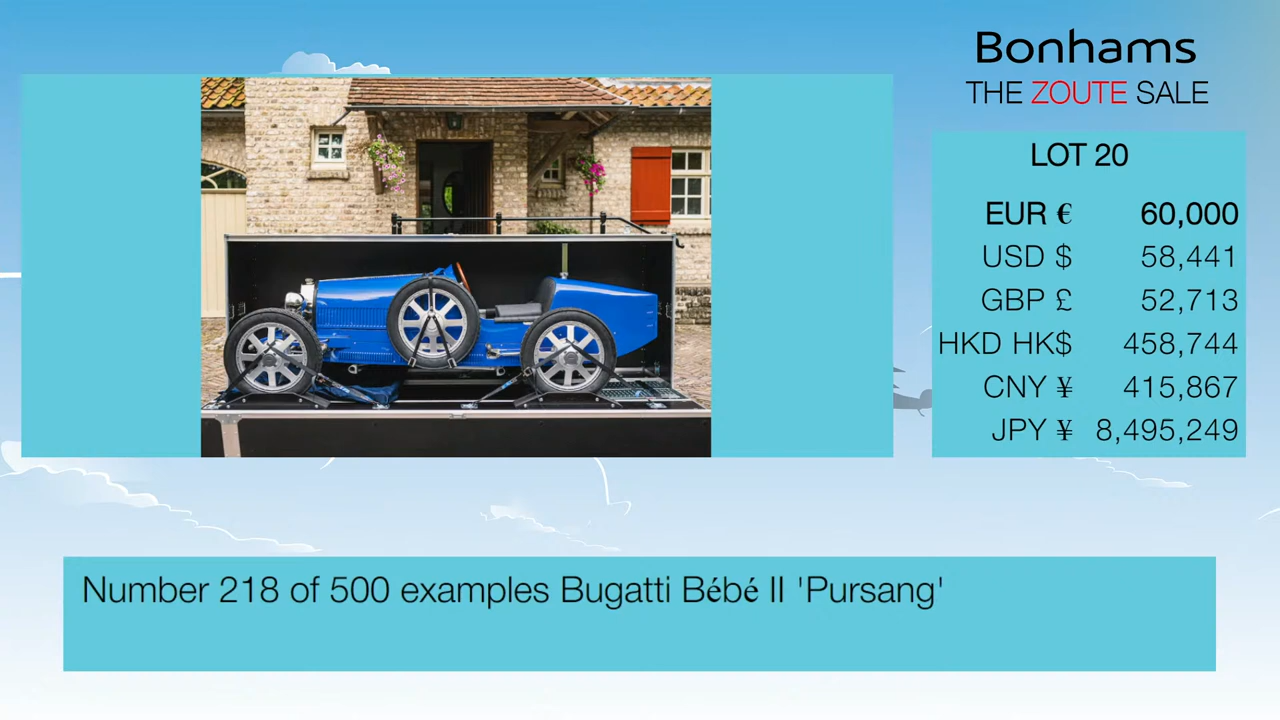 Bonhams
THE ZOUTE SALE
LOT 20
EUR € 60,000
USD $ 58,441
GBP £ 52,713
HKD HK$ 458,744
CNY ¥ 415,867
JPY ¥ 8,495,249
Number 218 of 500 examples Bugatti Bébé II 'Pursang'